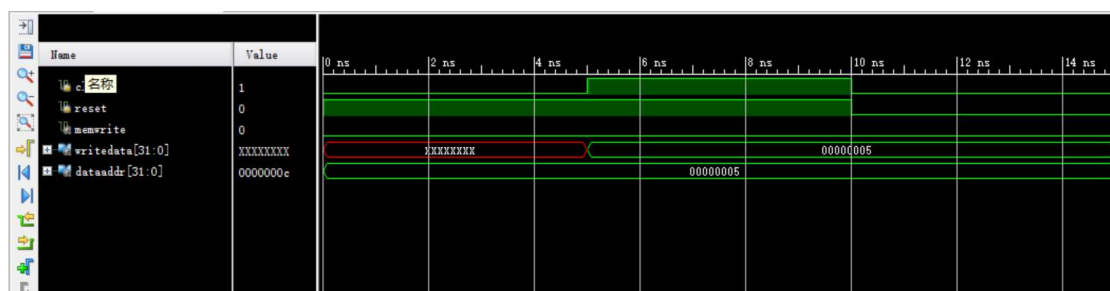 Name Value
0 ns 2 ns 4 ns 6 ns 8 ns 10 ns 12 ns 14 ns
名称 1
reset 0
memwrite 0
writedata[31:0] XXXXXXXX XXXXXXXX 00000005
dataaddr[31:0] 0000000c 00000005